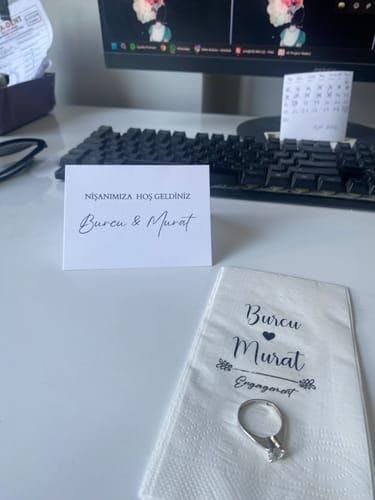 NİŞANIMIZA HOŞ GELDİNİZ
Burcu & Murat
Burcu
Murat
Engagement